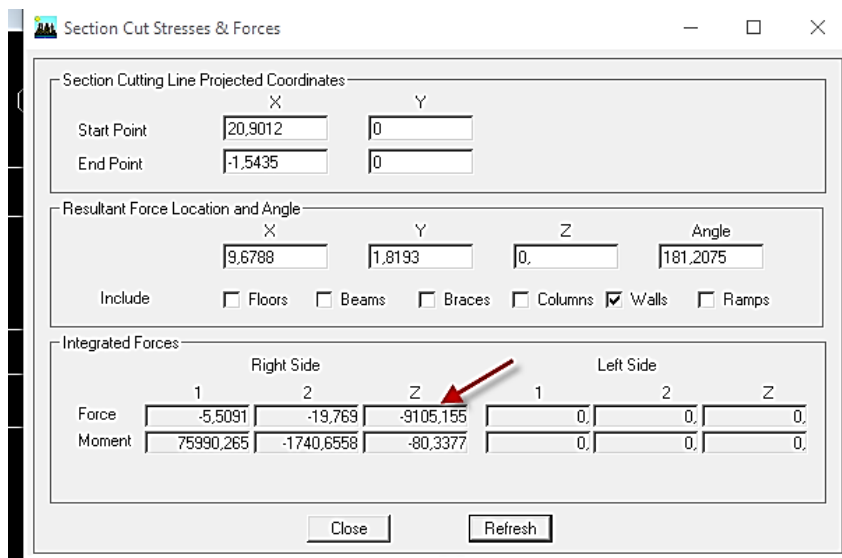 Section Cut Stresses & Forces
Section Cutting Line Projected Coordinates
X Y
Start Point 20,9012 0
End Point -1,5435 0
Resultant Force Location and Angle
X Y Z Angle
9,6788 1,8193 0, 181,2075
Include Floors Beams Braces Columns Walls Ramps
Integrated Forces
Right Side Left Side
1 2 Z 1 2 Z
Force -5,5091 -19,769 -9105,155 0, 0, 0,
Moment 75990,265 -1740,6558 -80,3377 0, 0, 0,
Close Refresh